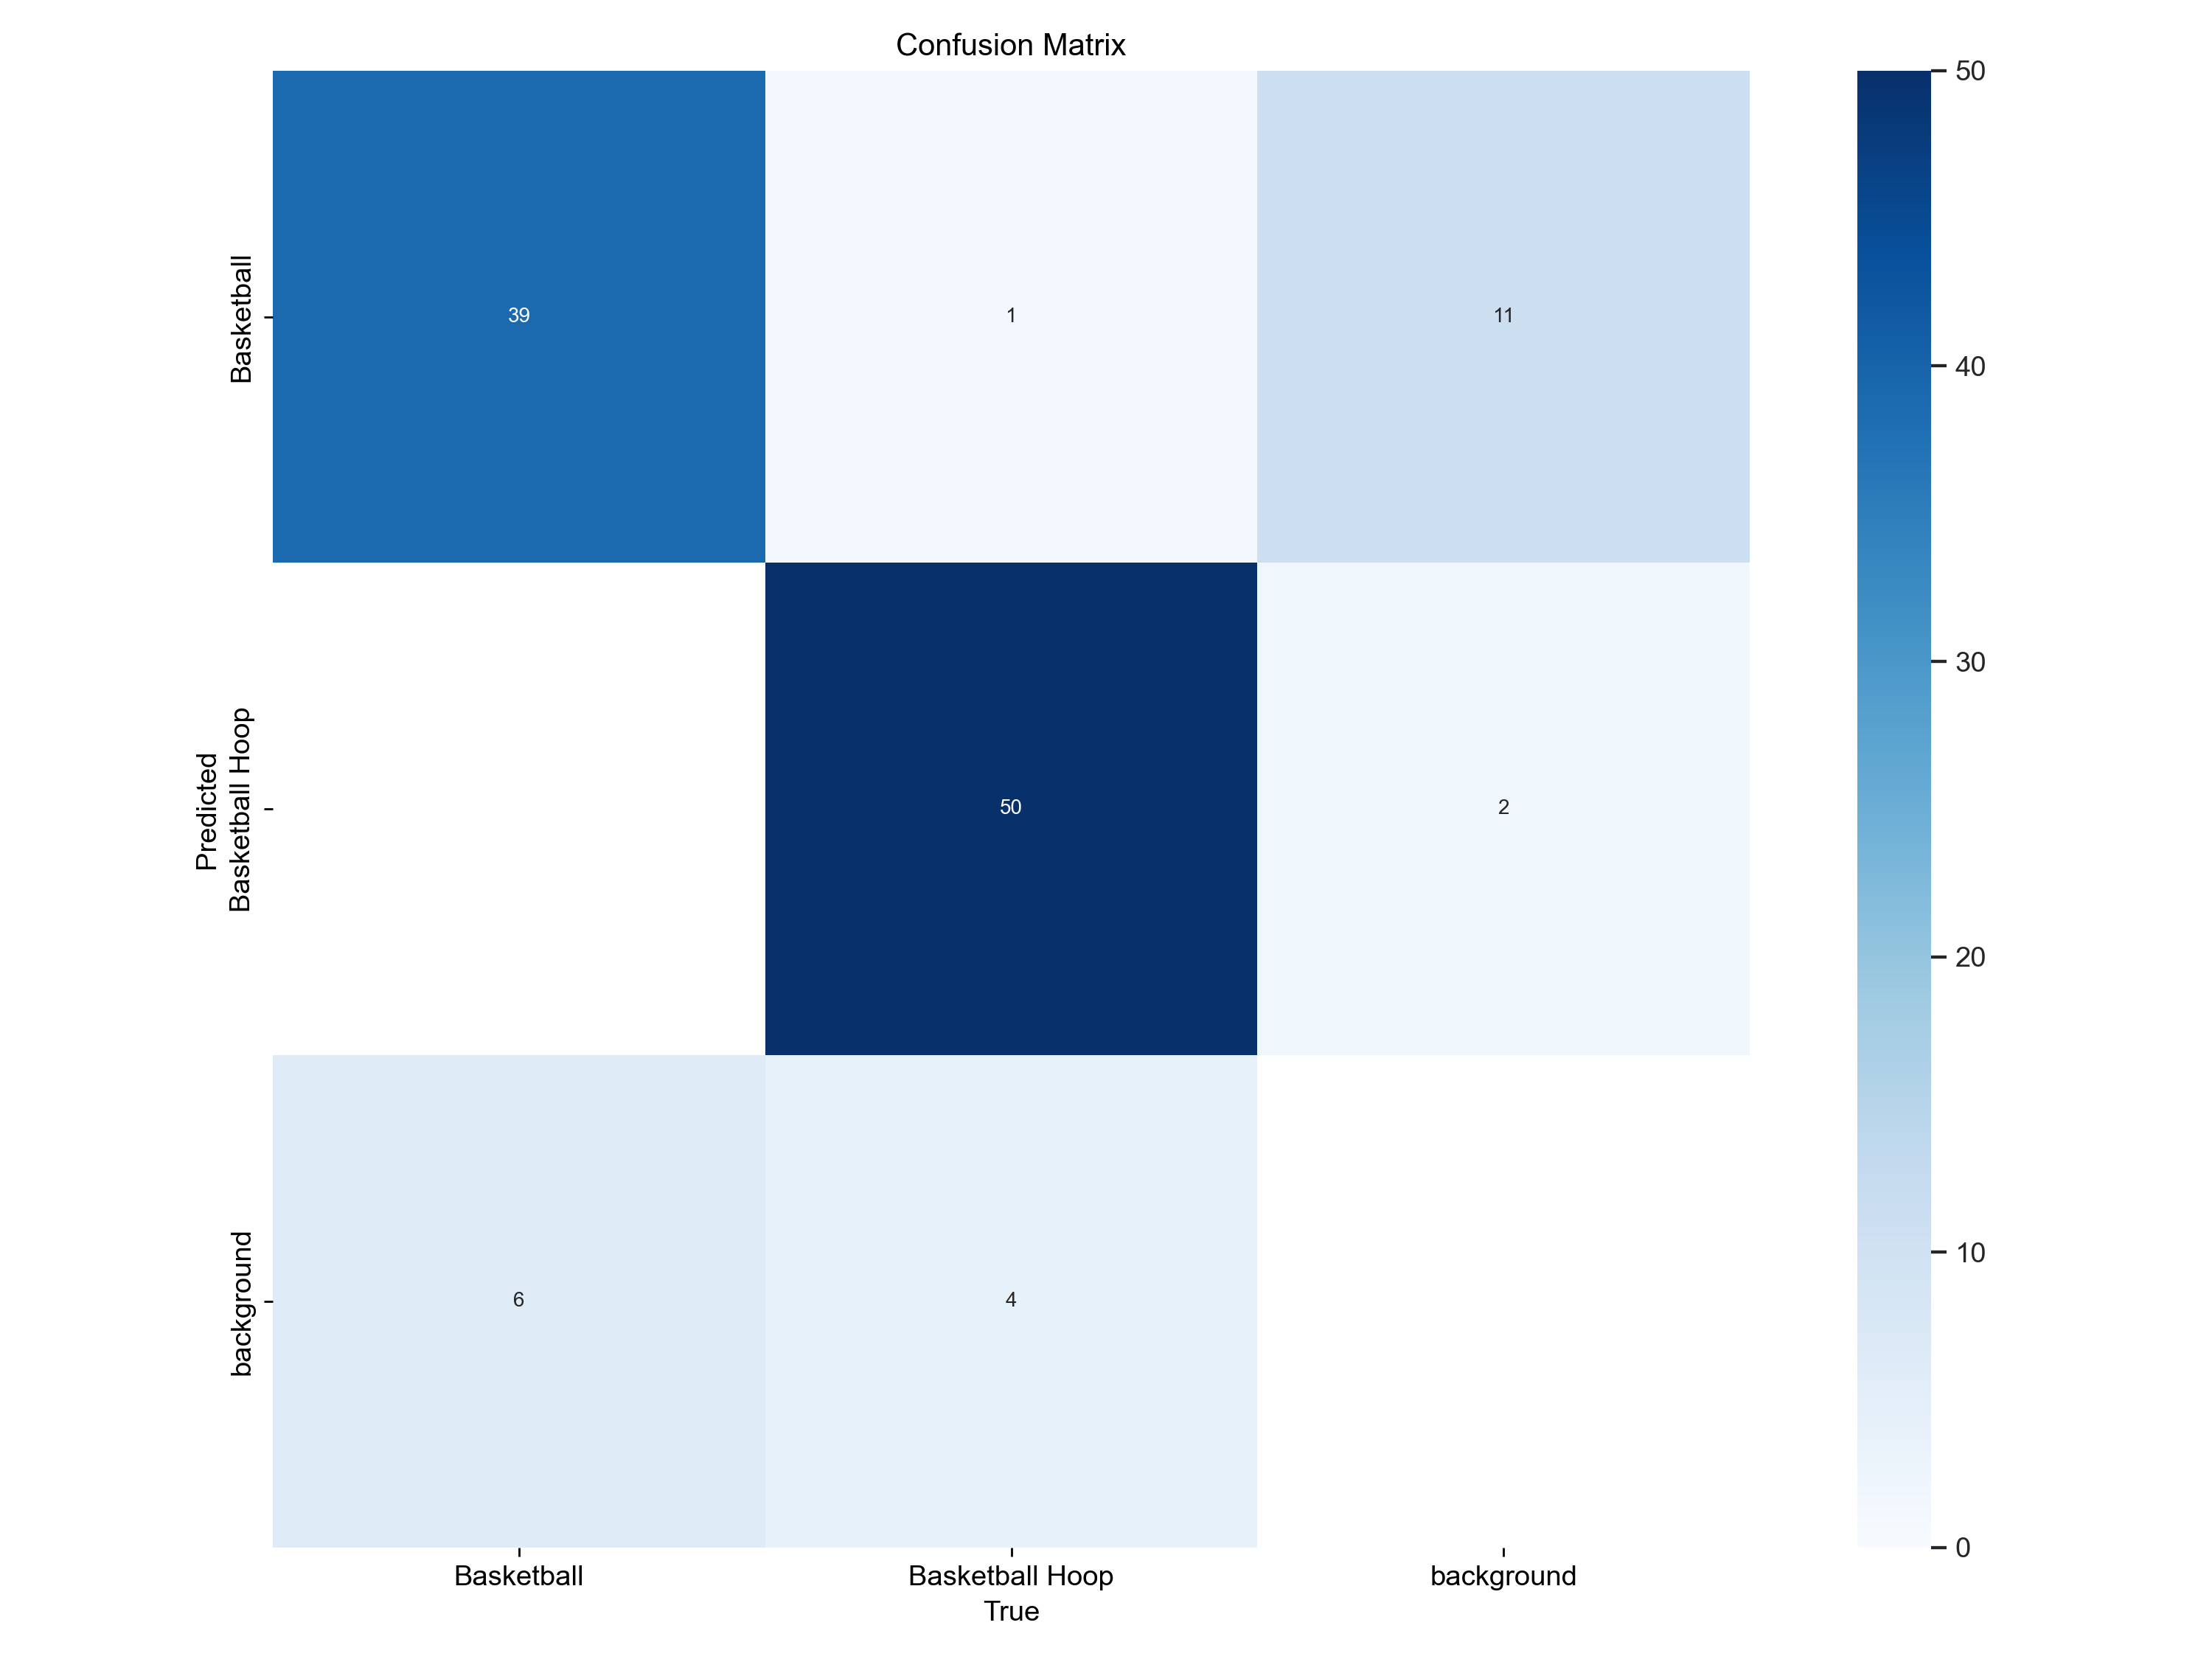 Confusion Matrix
Basketball
39
1
11
50
40
30
20
10
0
Predicted
Basketball Hoop
50
2
background
6
4
Basketball
Basketball Hoop
background
True